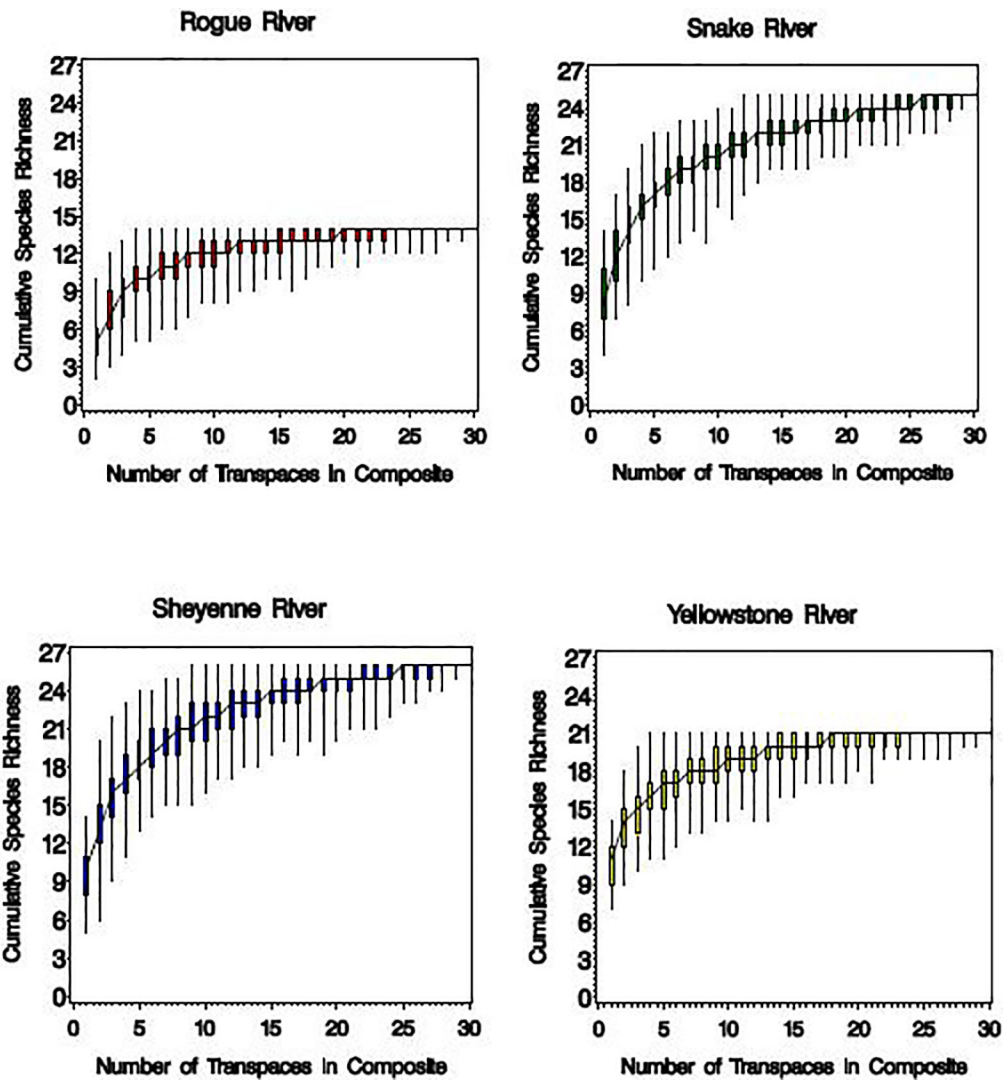 Rogue River
Cumulative Species Richness
27
24
21
18
15
12
9
6
3
0
0 5 10 15 20 25 30
Number of Transpaces in Composite
Snake River
Cumulative Species Richness
27
24
21
18
15
12
9
6
3
0
0 5 10 15 20 25 30
Number of Transpaces in Composite
Sheyenne River
Cumulative Species Richness
27
24
21
18
15
12
9
6
3
0
0 5 10 15 20 25 30
Number of Transpaces in Composite
Yellowstone River
Cumulative Species Richness
27
24
21
18
15
12
9
6
3
0
0 5 10 15 20 25 30
Number of Transpaces in Composite